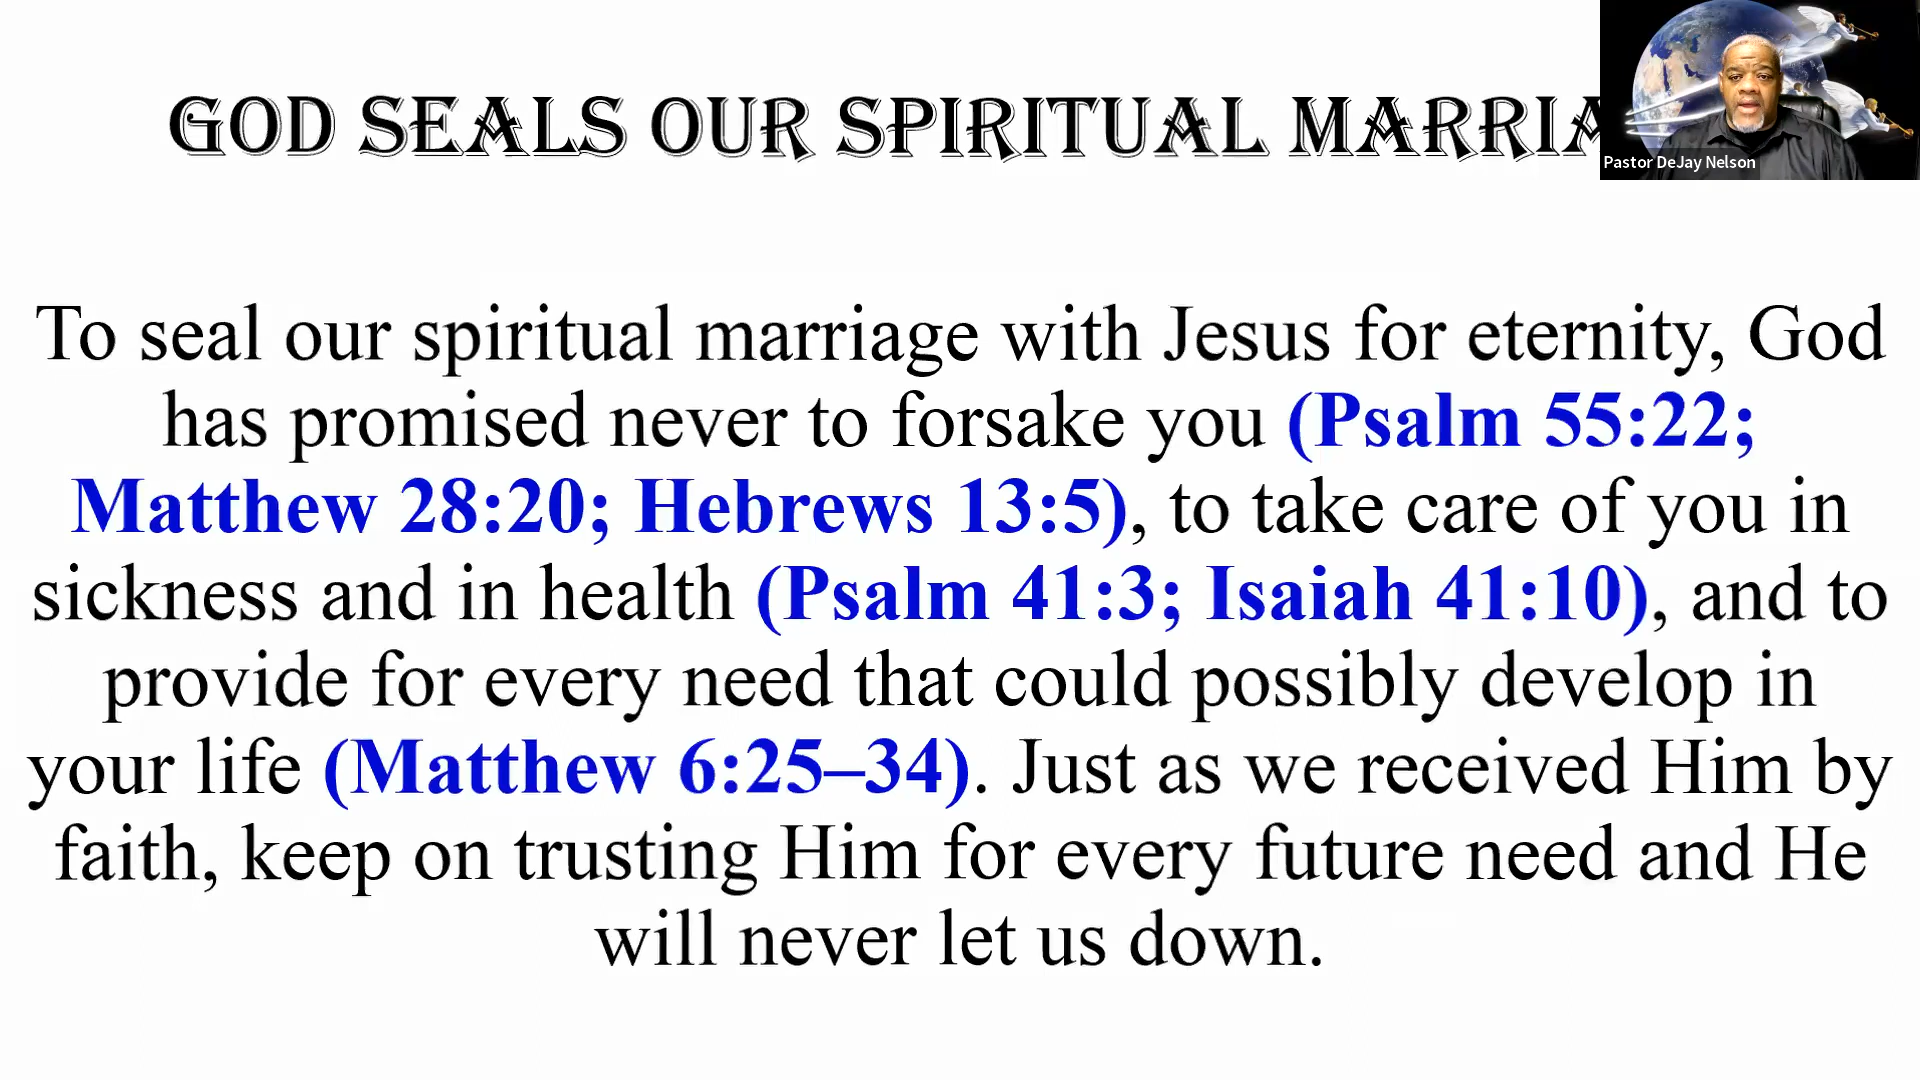 GOD SEALS OUR SPIRITUAL MARRIA
Pastor DeJay Nelson
To seal our spiritual marriage with Jesus for eternity, God
has promised never to forsake you (Psalm 55:22;
Matthew 28:20; Hebrews 13:5), to take care of you in
sickness and in health (Psalm 41:3; Isaiah 41:10), and to
provide for every need that could possibly develop in
your life (Matthew 6:25–34). Just as we received Him by
faith, keep on trusting Him for every future need and He
will never let us down.